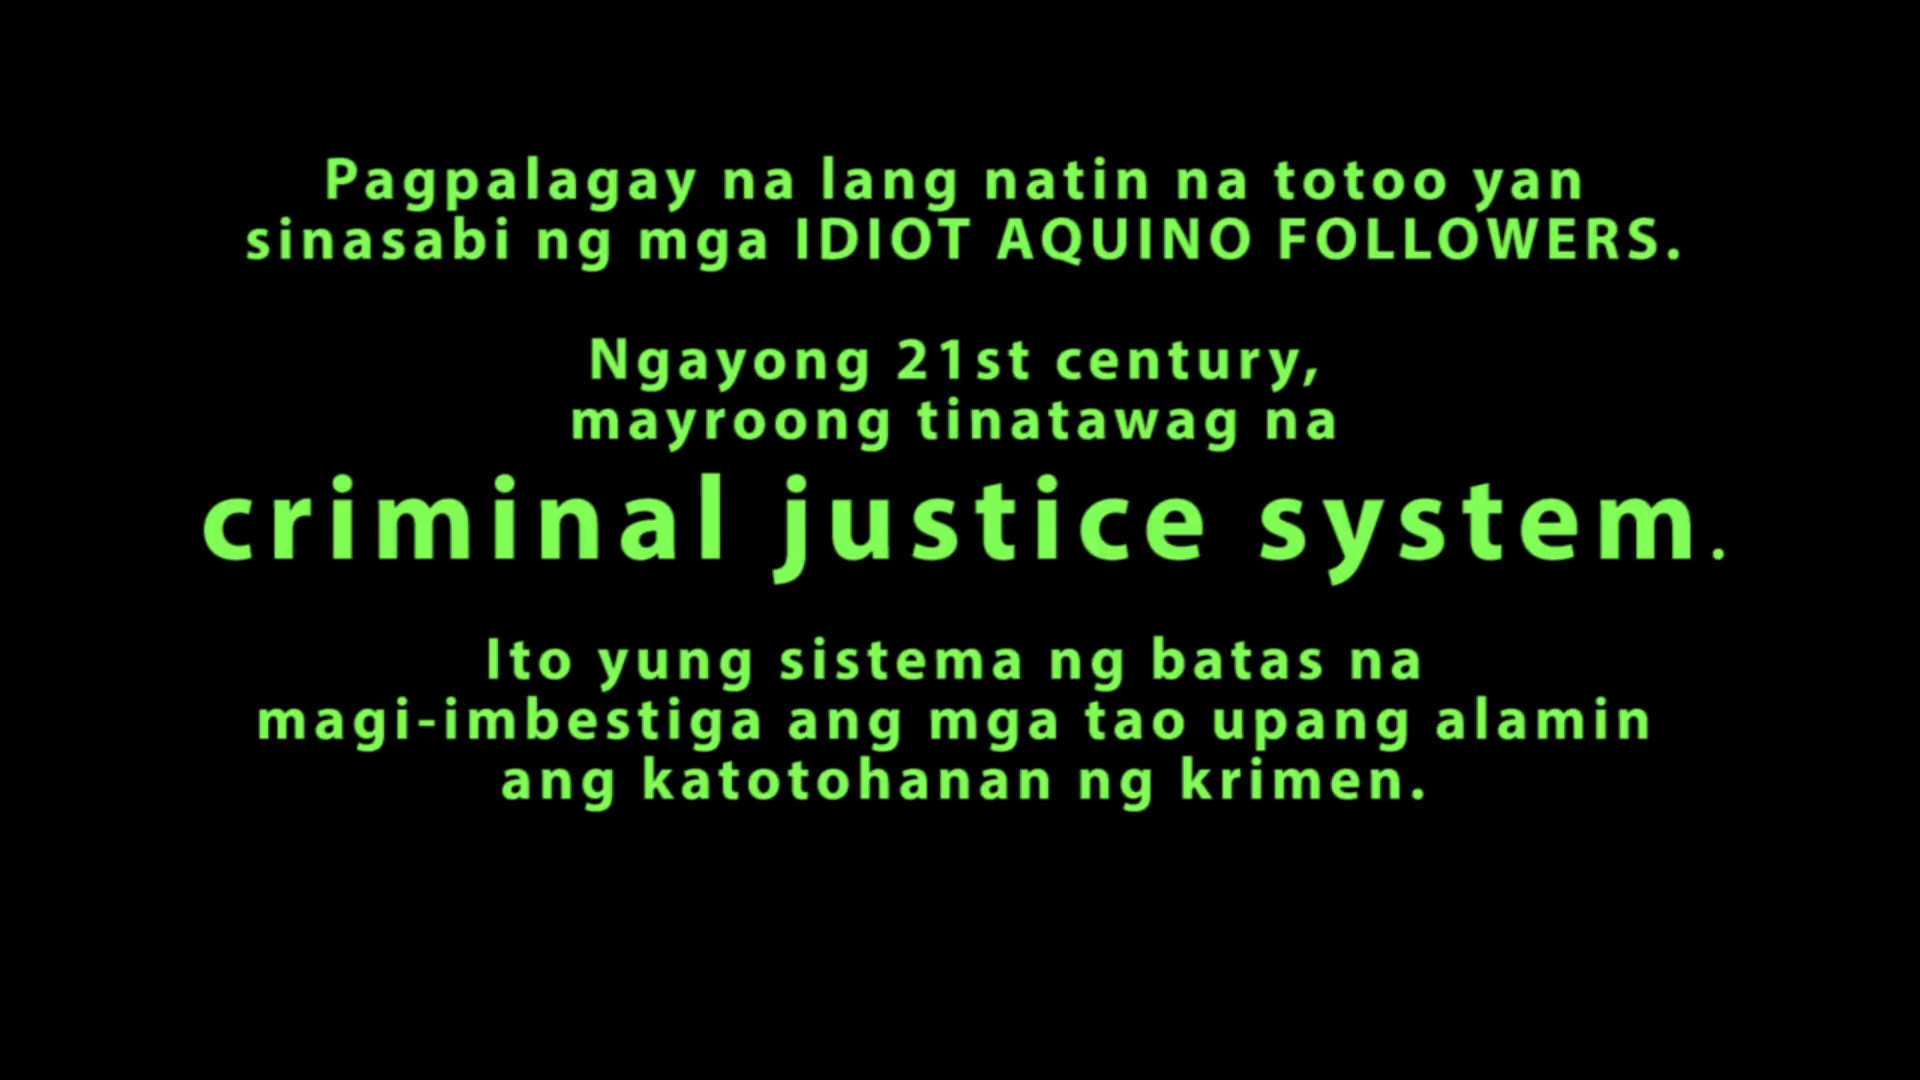 Pagpalagay na lang natin na totoo yan
sinasabi ng mga IDIOT AQUINO FOLLOWERS.
Ngayong 21st century,
mayroong tinatawag na
criminal justice system.
Ito yung sistema ng batas na
magi-imbestiga ang mga tao upang alamin
ang katotohanan ng krimen.